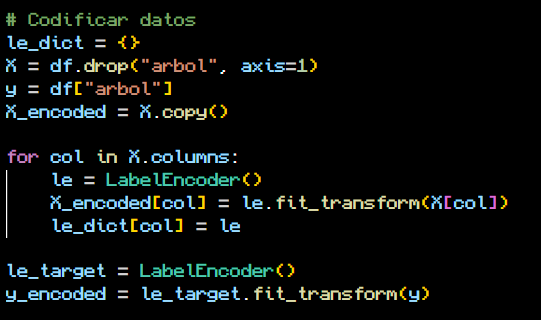 # Codificar datos
le_dict = {}
X = df.drop("arbol", axis=1)
y = df["arbol"]
X_encoded = X.copy()

for col in X.columns:
    le = LabelEncoder()
    X_encoded[col] = le.fit_transform(X[col])
    le_dict[col] = le

le_target = LabelEncoder()
y_encoded = le_target.fit_transform(y)